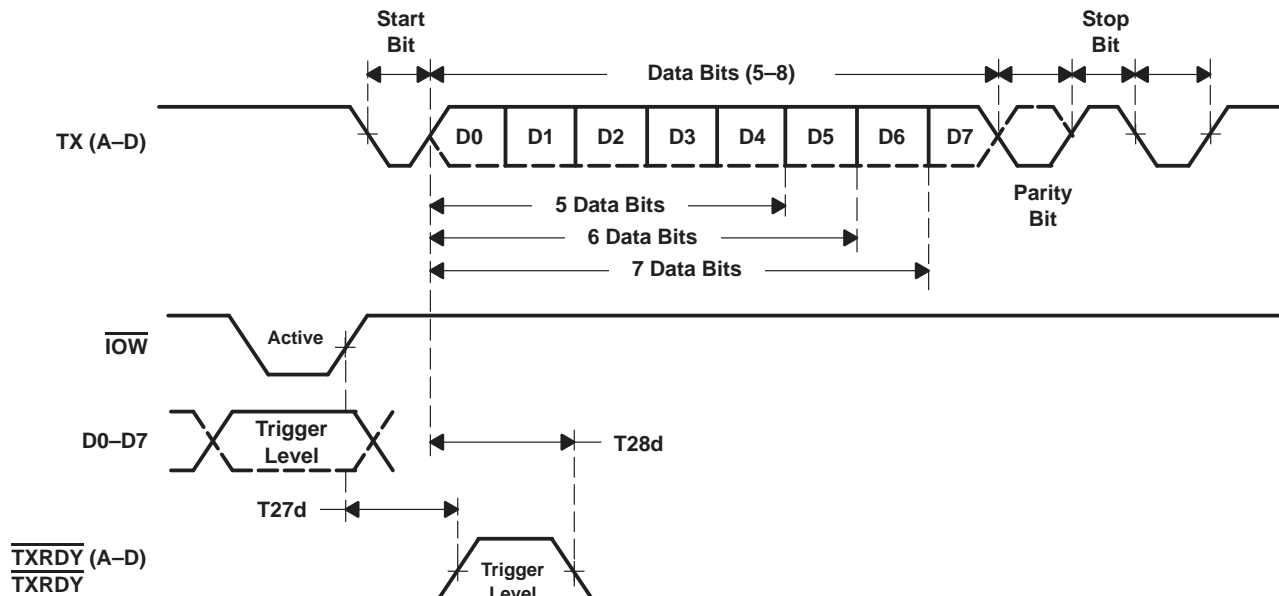 Start
Bit
Stop
Bit
Data Bits (5–8)
TX (A–D)
D0
D1
D2
D3
D4
D5
D6
D7
Parity
Bit
5 Data Bits
6 Data Bits
7 Data Bits
IOW
Active
D0–D7
Trigger
Level
T28d
T27d
TXRDY (A–D)
TXRDY
Trigger
Level